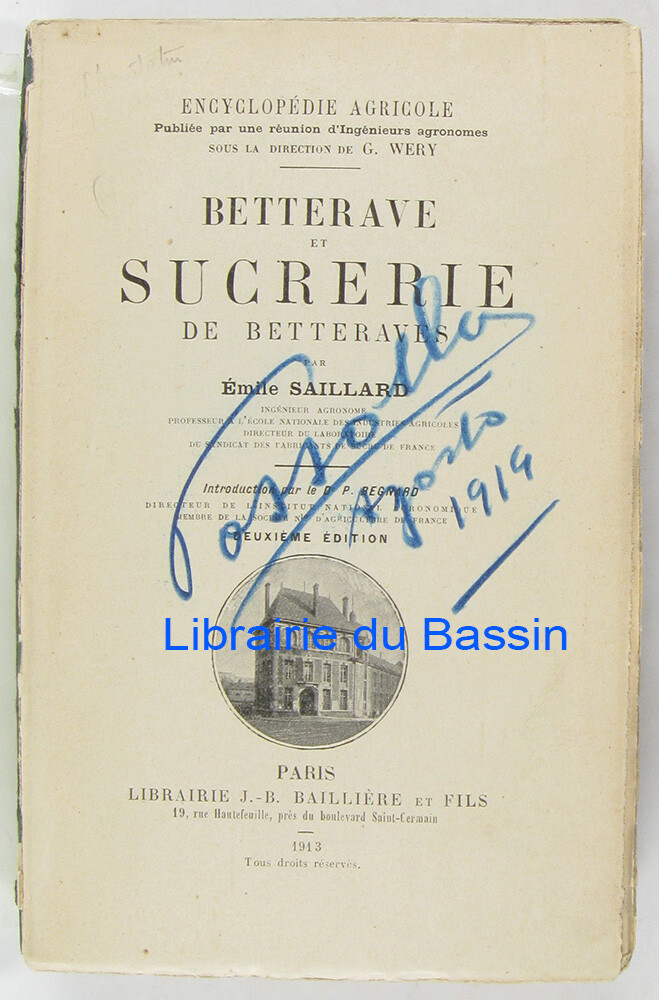 ENCYCLOPÉDIE AGRICOLE
Publiée par une réunion d'Ingénieurs agronomes
SOUS LA DIRECTION DE G. WERY
BETTERAVE
ET
SUCRERIE
DE BETTERAVES
PAR
Émile SAILLARD
INGÉNIEUR AGRONOME
PROFESSEUR A L'ÉCOLE NATIONALE DES INDUSTRIES AGRICOLES
DIRECTEUR DU LABORATOIRE
DU SYNDICAT DES FABRICANTS DE SUCRE DE FRANCE
Agosto
1919
Introduction par le Dr P. REGNARD
DIRECTEUR DE L'INSTITUT NATIONAL AGRONOMIQUE
MEMBRE DE LA SOCIÉTÉ Nle D'AGRICULTURE DE FRANCE
DEUXIÈME ÉDITION
Librairie du Bassin
PARIS
LIBRAIRIE J.-B. BAILLIÈRE ET FILS
19, rue Hautefeuille, près du boulevard Saint-Germain
1913
Tous droits réservés.